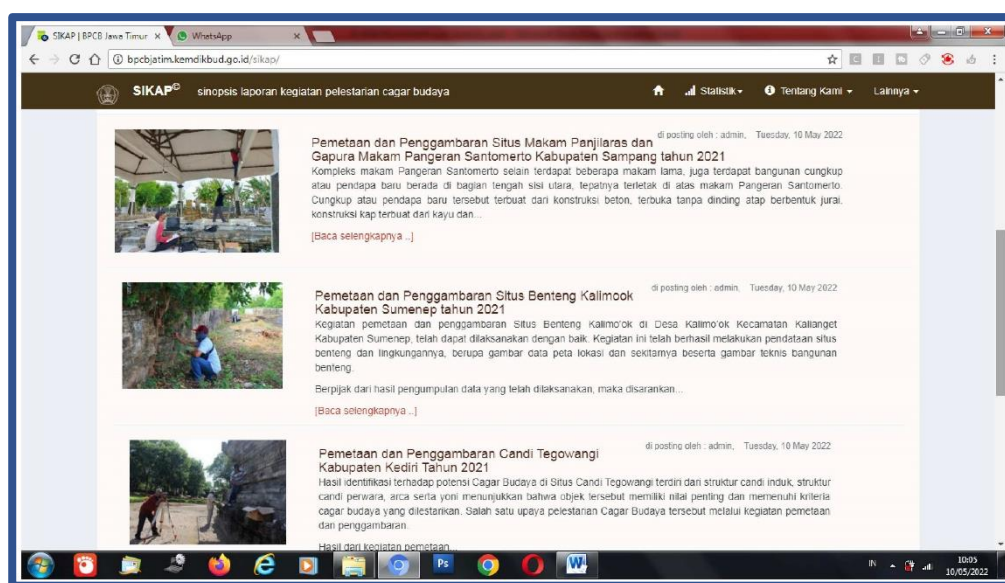 SIKAP | BPCB Jawa Timur
WhatsApp
bpcbjatim.kemdikbud.go.id/sikap/
SIKAP© sinopsis laporan kegiatan pelestarian cagar budaya
Statistik
Tentang Kami
Lainnya
di posting oleh : admin, Tuesday, 10 May 2022
Pemetaan dan Penggambaran Situs Makam Panjilaras dan
Gapura Makam Pangeran Santomerto Kabupaten Sampang tahun 2021
Kompleks makam Pangeran Santomerto selain terdapat beberapa makam lama, juga terdapat bangunan cungkup
atau pendapa baru berada di bagian tengah sisi utara, tepatnya terletak di atas makam Pangeran Santomerto.
Cungkup atau pendapa baru tersebut terbuat dari konstruksi beton, terbuka tanpa dinding atap berbentuk jurai,
konstruksi kap terbuat dari kayu dan...
[Baca selengkapnya ..]
di posting oleh : admin, Tuesday, 10 May 2022
Pemetaan dan Penggambaran Situs Benteng Kalimook
Kabupaten Sumenep tahun 2021
Kegiatan pemetaan dan penggambaran Situs Benteng Kalimo'ok di Desa Kalimo'ok Kecamatan Kalianget
Kabupaten Sumenep, telah dapat dilaksanakan dengan baik. Kegiatan ini telah berhasil melakukan pendataan situs
benteng dan lingkungannya, berupa gambar data peta lokasi dan sekitarnya beserta gambar teknis bangunan
benteng.
Berpijak dari hasil pengumpulan data yang telah dilaksanakan, maka disarankan...
[Baca selengkapnya ..]
di posting oleh : admin, Tuesday, 10 May 2022
Pemetaan dan Penggambaran Candi Tegowangi
Kabupaten Kediri Tahun 2021
Hasil identifikasi terhadap potensi Cagar Budaya di Situs Candi Tegowangi terdiri dari struktur candi induk, struktur
candi perwara, arca serta yoni menunjukkan bahwa objek tersebut memiliki nilai penting dan memenuhi kriteria
cagar budaya yang dilestarikan. Salah satu upaya pelestarian Cagar Budaya tersebut melalui kegiatan pemetaan
dan penggambaran.
Hasil dari kegiatan pemetaan...
Ps
W
IN
10:05
10/05/2022